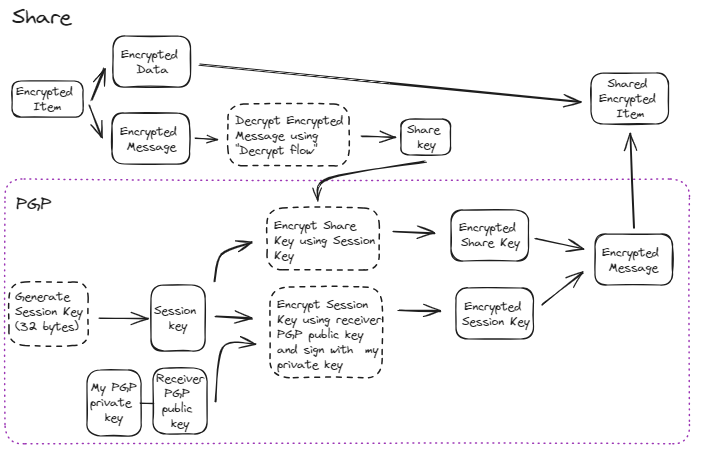 Share
Encrypted
Item
Encrypted
Data
Encrypted
Message
Decrypt Encrypted
Message using
"Decrypt flow"
Share
key
Shared
Encrypted
Item
PGP
Encrypt Share
Key using Session
Key
Encrypted
Share Key
Encrypted
Message
Generate
Session Key
(32 bytes)
Session
key
Encrypt Session
Key using receiver
PGP public key
and sign with my
private key
Encrypted
Session Key
My PGP
private
key
Receiver
PGP
public
key